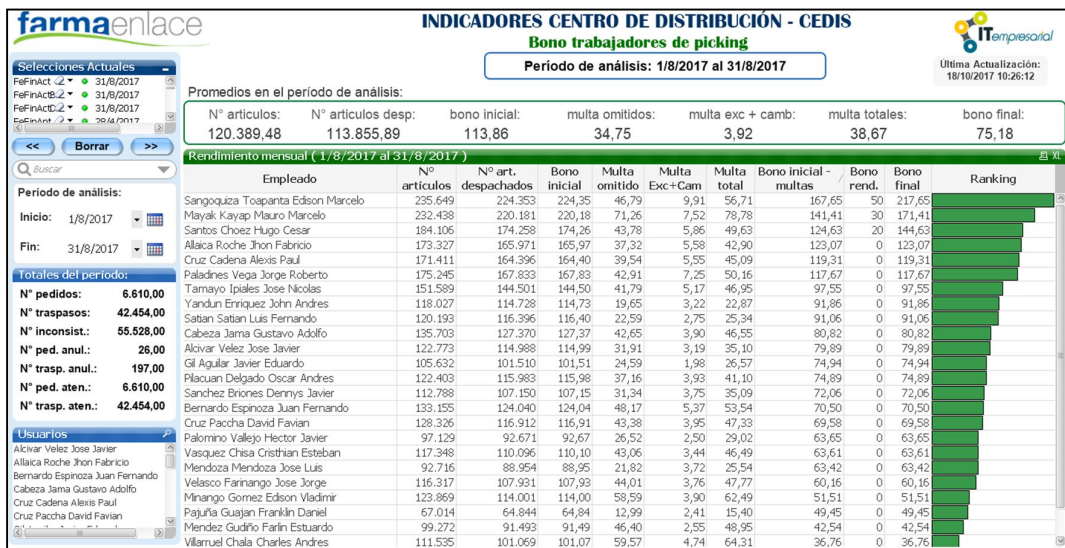 farmaenlace
INDICADORES CENTRO DE DISTRIBUCIÓN - CEDIS
Bono trabajadores de picking
Período de análisis: 1/8/2017 al 31/8/2017
ITempresarial
Última Actualización:
18/10/2017 10:26:12
Selecciones Actuales
FeFinAct 31/8/2017
31/8/2017
FeFinActC 31/8/2017
28/4/2017
<< Borrar >>
Buscar
Período de análisis:
Inicio: 1/8/2017
Fin: 31/8/2017
Totales del período:
N° pedidos: 6.610,00
N° traspasos: 42.454,00
N° inconsist.: 55.528,00
N° ped. anul.: 26,00
N° trasp. anul.: 197,00
N° ped. aten.: 6.610,00
N° trasp. aten.: 42.454,00
Usuarios
Alcivar Velez Jose Javier
Allaica Roche Jhon Fabricio
Bernardo Espinoza Juan Fernando
Cabeza Jama Gustavo Adolfo
Cruz Cadena Alexis Paul
Cruz Paccha David Favian
Promedios en el período de análisis:
N° articulos: N° articulos desp: bono inicial: multa omitidos: multa exc + camb: multa totales: bono final:
120.389,48 113.855,89 113,86 34,75 3,92 38,67 75,18
Rendimiento mensual ( 1/8/2017 al 31/8/2017 ) XL
Empleado N° artículos N° art. despachados Bono inicial Multa omitido Multa Exc+Cam Multa total Bono inicial - multas Bono rend. Bono final Ranking
Sangoquiza Toapanta Edison Marcelo 235.649 224.353 224,35 46,79 9,91 56,71 167,65 50 217,65
Mayak Kayap Mauro Marcelo 232.438 220.181 220,18 71,26 7,52 78,78 141,41 30 171,41
Santos Choez Hugo Cesar 184.106 174.258 174,26 43,78 5,86 49,63 124,63 20 144,63
Allaica Roche Jhon Fabricio 173.327 165.971 165,97 37,32 5,58 42,90 123,07 0 123,07
Cruz Cadena Alexis Paul 171.411 164.396 164,40 39,54 5,55 45,09 119,31 0 119,31
Paladines Vega Jorge Roberto 175.245 167.833 167,83 42,91 7,25 50,16 117,67 0 117,67
Tamayo Ipiales Jose Nicolas 151.589 144.501 144,50 41,79 5,17 46,95 97,55 0 97,55
Yandun Enriquez John Andres 118.027 114.728 114,73 19,65 3,22 22,87 91,86 0 91,86
Satian Satian Luis Fernando 120.193 116.396 116,40 22,59 2,75 25,34 91,06 0 91,06
Cabeza Jama Gustavo Adolfo 135.703 127.370 127,37 42,65 3,90 46,55 80,82 0 80,82
Alcivar Velez Jose Javier 122.773 114.988 114,99 31,91 3,19 35,10 79,89 0 79,89
Gil Aguilar Javier Eduardo 105.632 101.510 101,51 24,59 1,98 26,57 74,94 0 74,94
Pilacuan Delgado Oscar Andres 122.403 115.983 115,98 37,16 3,93 41,10 74,89 0 74,89
Sanchez Briones Dennys Javier 112.788 107.150 107,15 31,34 3,75 35,09 72,06 0 72,06
Bernardo Espinoza Juan Fernando 133.155 124.040 124,04 48,17 5,37 53,54 70,50 0 70,50
Cruz Paccha David Favian 128.326 116.912 116,91 43,38 3,95 47,33 69,58 0 69,58
Palomino Vallejo Hector Javier 97.129 92.671 92,67 26,52 2,50 29,02 63,65 0 63,65
Vasquez Chisa Cristhian Esteban 117.348 110.096 110,10 43,06 3,44 46,49 63,61 0 63,61
Mendoza Mendoza Jose Luis 92.716 88.954 88,95 21,82 3,72 25,54 63,42 0 63,42
Velasco Farinango Jose Jorge 116.317 107.931 107,93 44,01 3,76 47,77 60,16 0 60,16
Minango Gomez Edison Vladimir 123.869 114.001 114,00 58,59 3,90 62,49 51,51 0 51,51
Pajuña Guajan Franklin Daniel 67.014 64.844 64,84 12,99 2,41 15,40 49,45 0 49,45
Mendez Gudiño Farlin Estuardo 99.272 91.493 91,49 46,40 2,55 48,95 42,54 0 42,54
Villarruel Chala Charles Andres 111.535 101.069 101,07 59,57 4,74 64,31 36,76 0 36,76